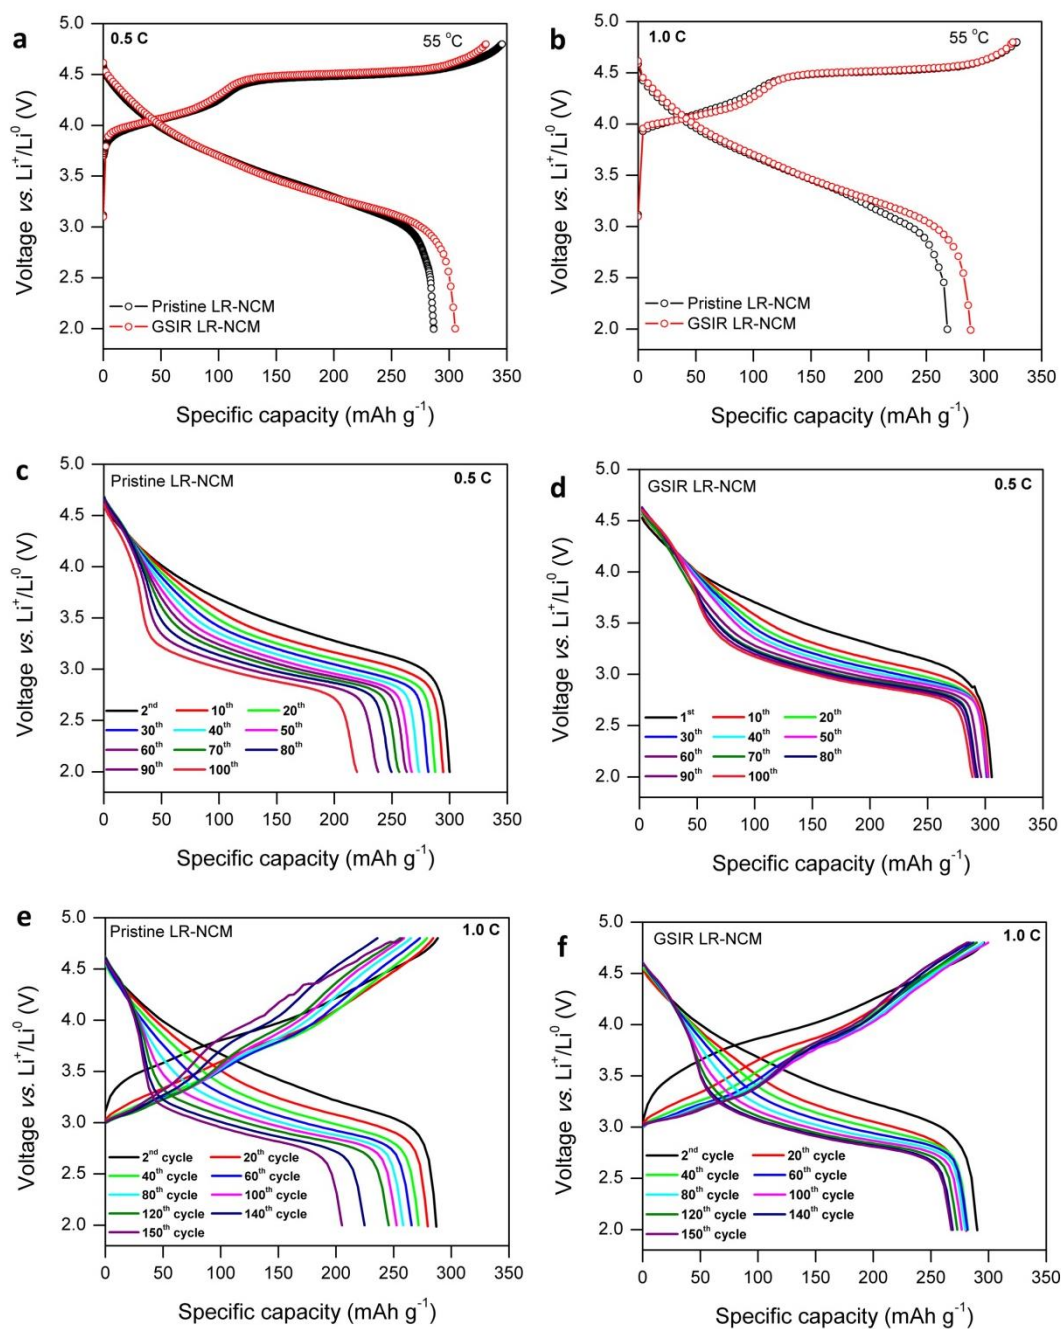 a
0.5 C
55 °C
5.0
4.5
4.0
3.5
3.0
2.5
2.0
Voltage vs. Li⁺/Li⁰ (V)
Pristine LR-NCM
GSIR LR-NCM
0 50 100 150 200 250 300 350
Specific capacity (mAh g⁻¹)
b
1.0 C
55 °C
5.0
4.5
4.0
3.5
3.0
2.5
2.0
Voltage vs. Li⁺/Li⁰ (V)
Pristine LR-NCM
GSIR LR-NCM
0 50 100 150 200 250 300 350
Specific capacity (mAh g⁻¹)
c
Pristine LR-NCM 0.5 C
5.0
4.5
4.0
3.5
3.0
2.5
2.0
Voltage vs. Li⁺/Li⁰ (V)
2ⁿᵈ 10ᵗʰ 20ᵗʰ
30ᵗʰ 40ᵗʰ 50ᵗʰ
60ᵗʰ 70ᵗʰ 80ᵗʰ
90ᵗʰ 100ᵗʰ
0 50 100 150 200 250 300 350
Specific capacity (mAh g⁻¹)
d
GSIR LR-NCM 0.5 C
5.0
4.5
4.0
3.5
3.0
2.5
2.0
Voltage vs. Li⁺/Li⁰ (V)
1ˢᵗ 10ᵗʰ 20ᵗʰ
30ᵗʰ 40ᵗʰ 50ᵗʰ
60ᵗʰ 70ᵗʰ 80ᵗʰ
90ᵗʰ 100ᵗʰ
0 50 100 150 200 250 300 350
Specific capacity (mAh g⁻¹)
e
Pristine LR-NCM 1.0 C
5.0
4.5
4.0
3.5
3.0
2.5
2.0
Voltage vs. Li⁺/Li⁰ (V)
2ⁿᵈ cycle 20ᵗʰ cycle
40ᵗʰ cycle 60ᵗʰ cycle
80ᵗʰ cycle 100ᵗʰ cycle
120ᵗʰ cycle 140ᵗʰ cycle
150ᵗʰ cycle
0 50 100 150 200 250 300 350
Specific capacity (mAh g⁻¹)
f
GSIR LR-NCM 1.0 C
5.0
4.5
4.0
3.5
3.0
2.5
2.0
Voltage vs. Li⁺/Li⁰ (V)
2ⁿᵈ cycle 20ᵗʰ cycle
40ᵗʰ cycle 60ᵗʰ cycle
80ᵗʰ cycle 100ᵗʰ cycle
120ᵗʰ cycle 140ᵗʰ cycle
150ᵗʰ cycle
0 50 100 150 200 250 300 350
Specific capacity (mAh g⁻¹)